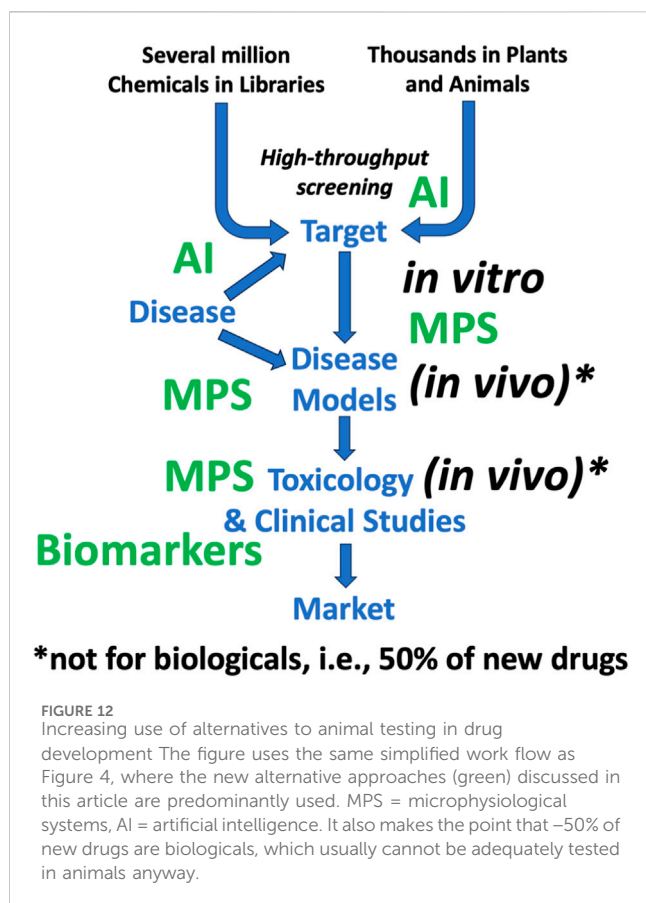 Several million
Chemicals in Libraries
Thousands in Plants
and Animals
High-throughput
screening
AI
Target
AI
in vitro
Disease
MPS
Disease
Models
(in vivo)*
MPS
MPS
Toxicology
(in vivo)*
& Clinical Studies
Biomarkers
Market
*not for biologicals, i.e., 50% of new drugs
FIGURE 12
Increasing use of alternatives to animal testing in drug
development The figure uses the same simplified work flow as
Figure 4, where the new alternative approaches (green) discussed in
this article are predominantly used. MPS = microphysiological
systems, AI = artificial intelligence. It also makes the point that ~50% of
new drugs are biologicals, which usually cannot be adequately tested
in animals anyway.